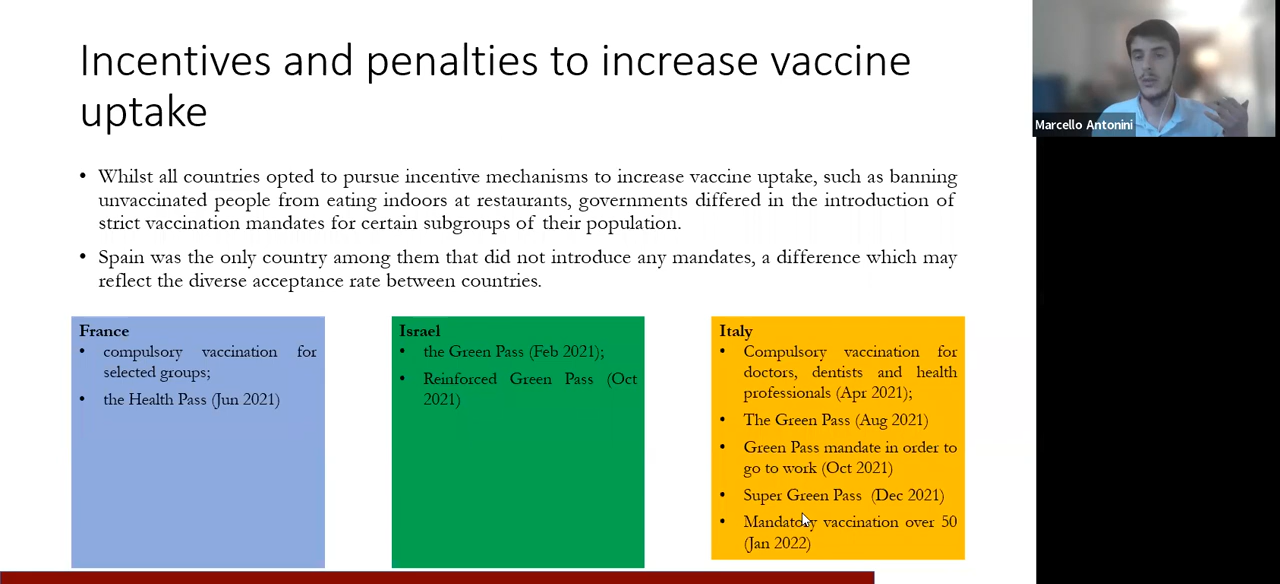 Incentives and penalties to increase vaccine
uptake
• Whilst all countries opted to pursue incentive mechanisms to increase vaccine uptake, such as banning
unvaccinated people from eating indoors at restaurants, governments differed in the introduction of
strict vaccination mandates for certain subgroups of their population.
• Spain was the only country among them that did not introduce any mandates, a difference which may
reflect the diverse acceptance rate between countries.
France
• compulsory vaccination for
selected groups;
• the Health Pass (Jun 2021)
Israel
• the Green Pass (Feb 2021);
• Reinforced Green Pass (Oct
2021)
Italy
• Compulsory vaccination for
doctors, dentists and health
professionals (Apr 2021);
• The Green Pass (Aug 2021)
• Green Pass mandate in order to
go to work (Oct 2021)
• Super Green Pass (Dec 2021)
• Mandatory vaccination over 50
(Jan 2022)
Marcello Antonini